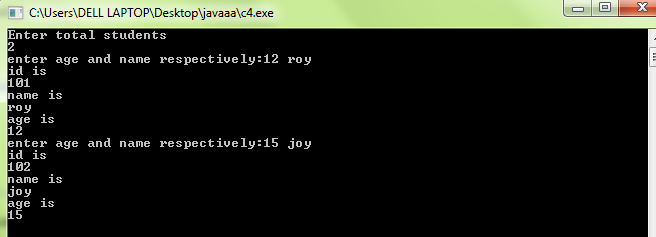 C:\Users\DELL LAPTOP\Desktop\javaaa\c4.exe
Enter total students
2
enter age and name respectively:12 roy
id is
101
name is
roy
age is
12
enter age and name respectively:15 joy
id is
102
name is
joy
age is
15